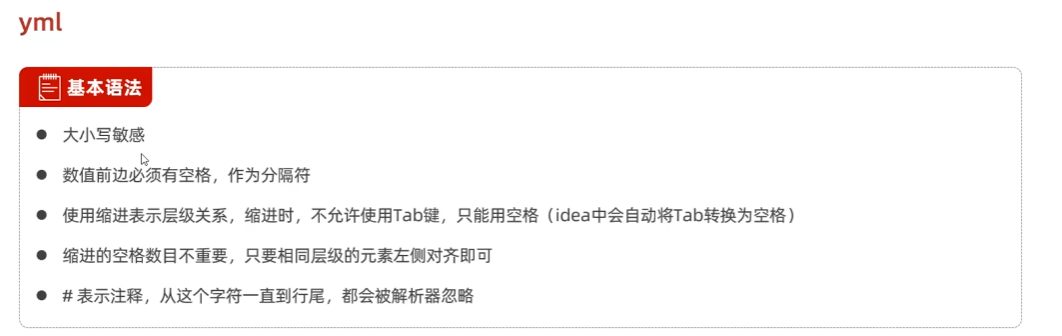 yml
基本语法
● 大小写敏感
● 数值前边必须有空格，作为分隔符
● 使用缩进表示层级关系，缩进时，不允许使用Tab键，只能用空格（idea中会自动将Tab转换为空格）
● 缩进的空格数目不重要，只要相同层级的元素左侧对齐即可
● # 表示注释，从这个字符一直到行尾，都会被解析器忽略